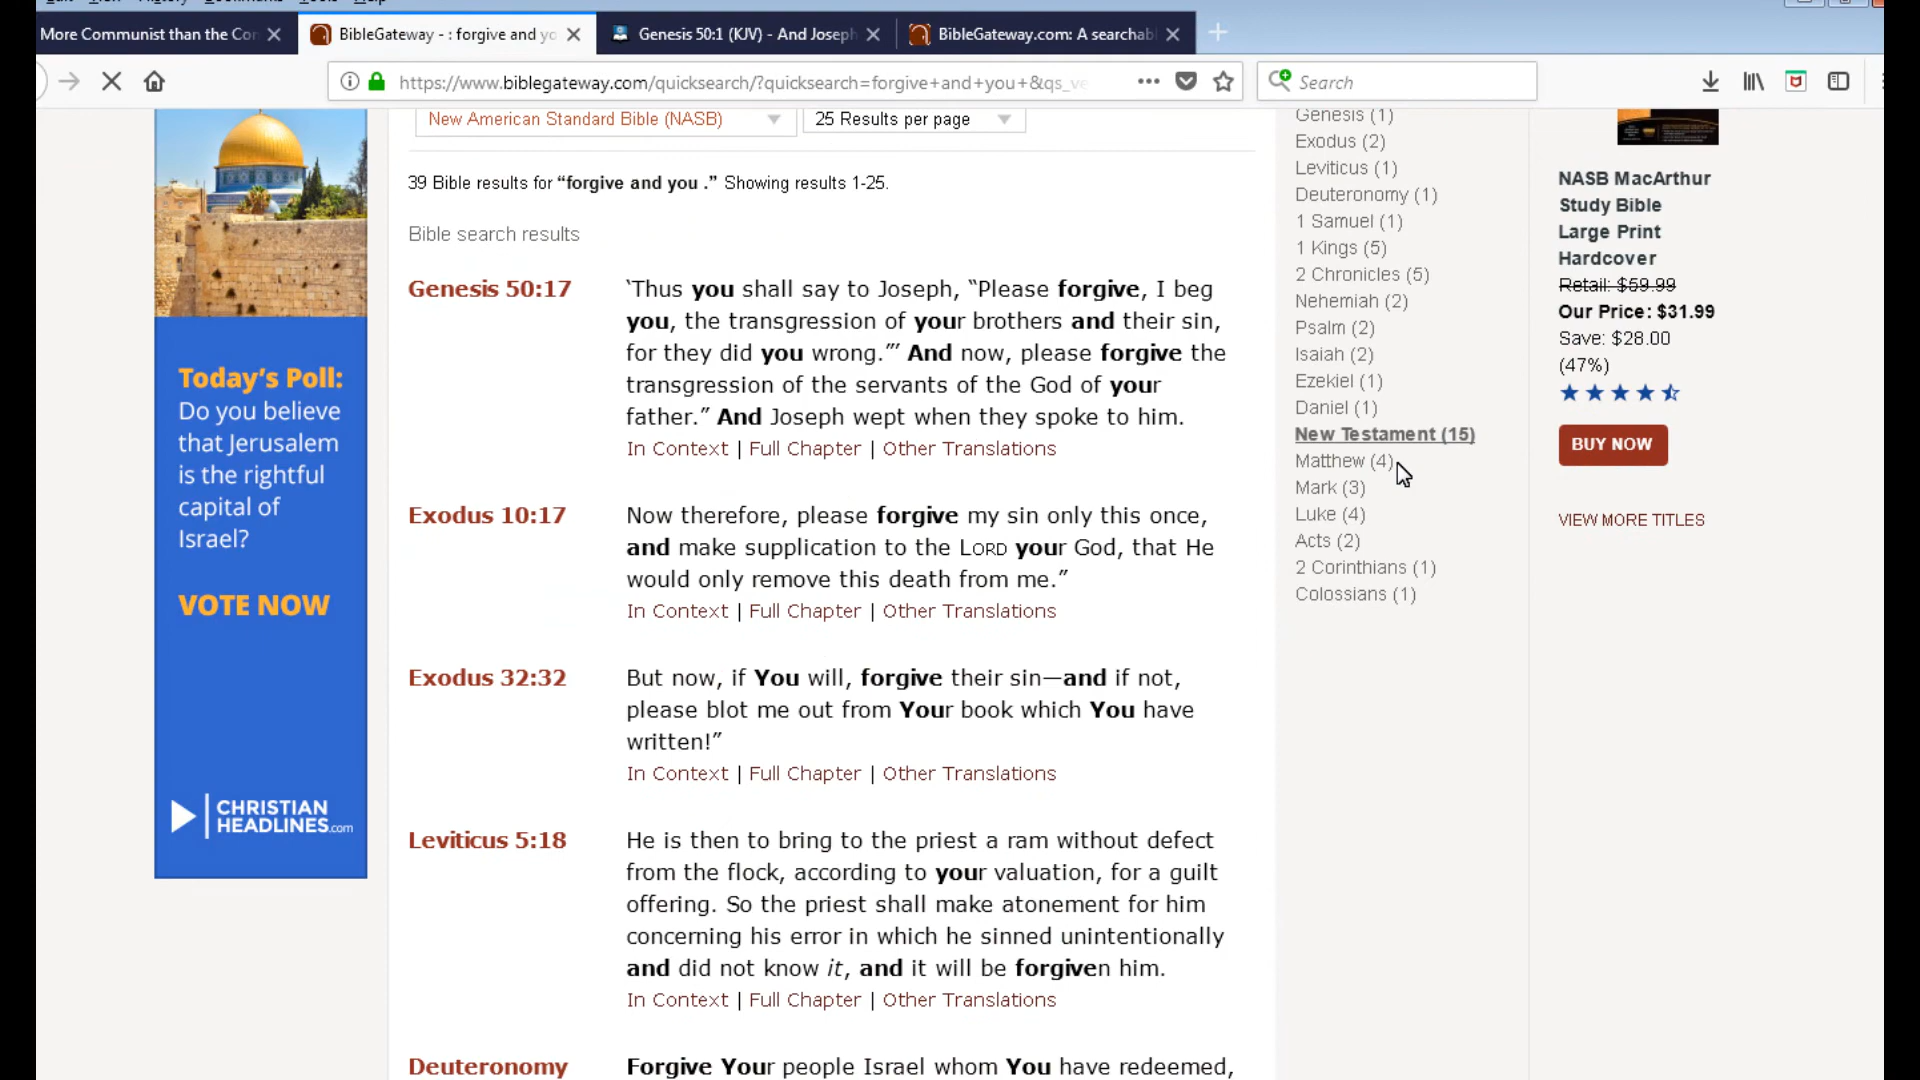 Edit View History Bookmarks Tools Help
More Communist than the Co
BibleGateway - : forgive and yo
Genesis 50:1 (KJV) - And Joseph
BibleGateway.com: A searchabl
https://www.biblegateway.com/quicksearch/?quicksearch=forgive+and+you+&qs_ve
Search
New American Standard Bible (NASB)
25 Results per page
39 Bible results for “forgive and you .” Showing results 1-25.
Bible search results
Genesis 50:17
‘Thus you shall say to Joseph, “Please forgive, I beg
you, the transgression of your brothers and their sin,
for they did you wrong.”’ And now, please forgive the
transgression of the servants of the God of your
father.” And Joseph wept when they spoke to him.
In Context | Full Chapter | Other Translations
Exodus 10:17
Now therefore, please forgive my sin only this once,
and make supplication to the LORD your God, that He
would only remove this death from me.”
In Context | Full Chapter | Other Translations
Exodus 32:32
But now, if You will, forgive their sin—and if not,
please blot me out from Your book which You have
written!”
In Context | Full Chapter | Other Translations
Leviticus 5:18
He is then to bring to the priest a ram without defect
from the flock, according to your valuation, for a guilt
offering. So the priest shall make atonement for him
concerning his error in which he sinned unintentionally
and did not know it, and it will be forgiven him.
In Context | Full Chapter | Other Translations
Deuteronomy
Forgive Your people Israel whom You have redeemed,
Today’s Poll:
Do you believe
that Jerusalem
is the rightful
capital of
Israel?
VOTE NOW
CHRISTIAN
HEADLINES.com
Genesis (1)
Exodus (2)
Leviticus (1)
Deuteronomy (1)
1 Samuel (1)
1 Kings (5)
2 Chronicles (5)
Nehemiah (2)
Psalm (2)
Isaiah (2)
Ezekiel (1)
Daniel (1)
New Testament (15)
Matthew (4)
Mark (3)
Luke (4)
Acts (2)
2 Corinthians (1)
Colossians (1)
NASB MacArthur
Study Bible
Large Print
Hardcover
Retail: $59.99
Our Price: $31.99
Save: $28.00
(47%)
BUY NOW
VIEW MORE TITLES